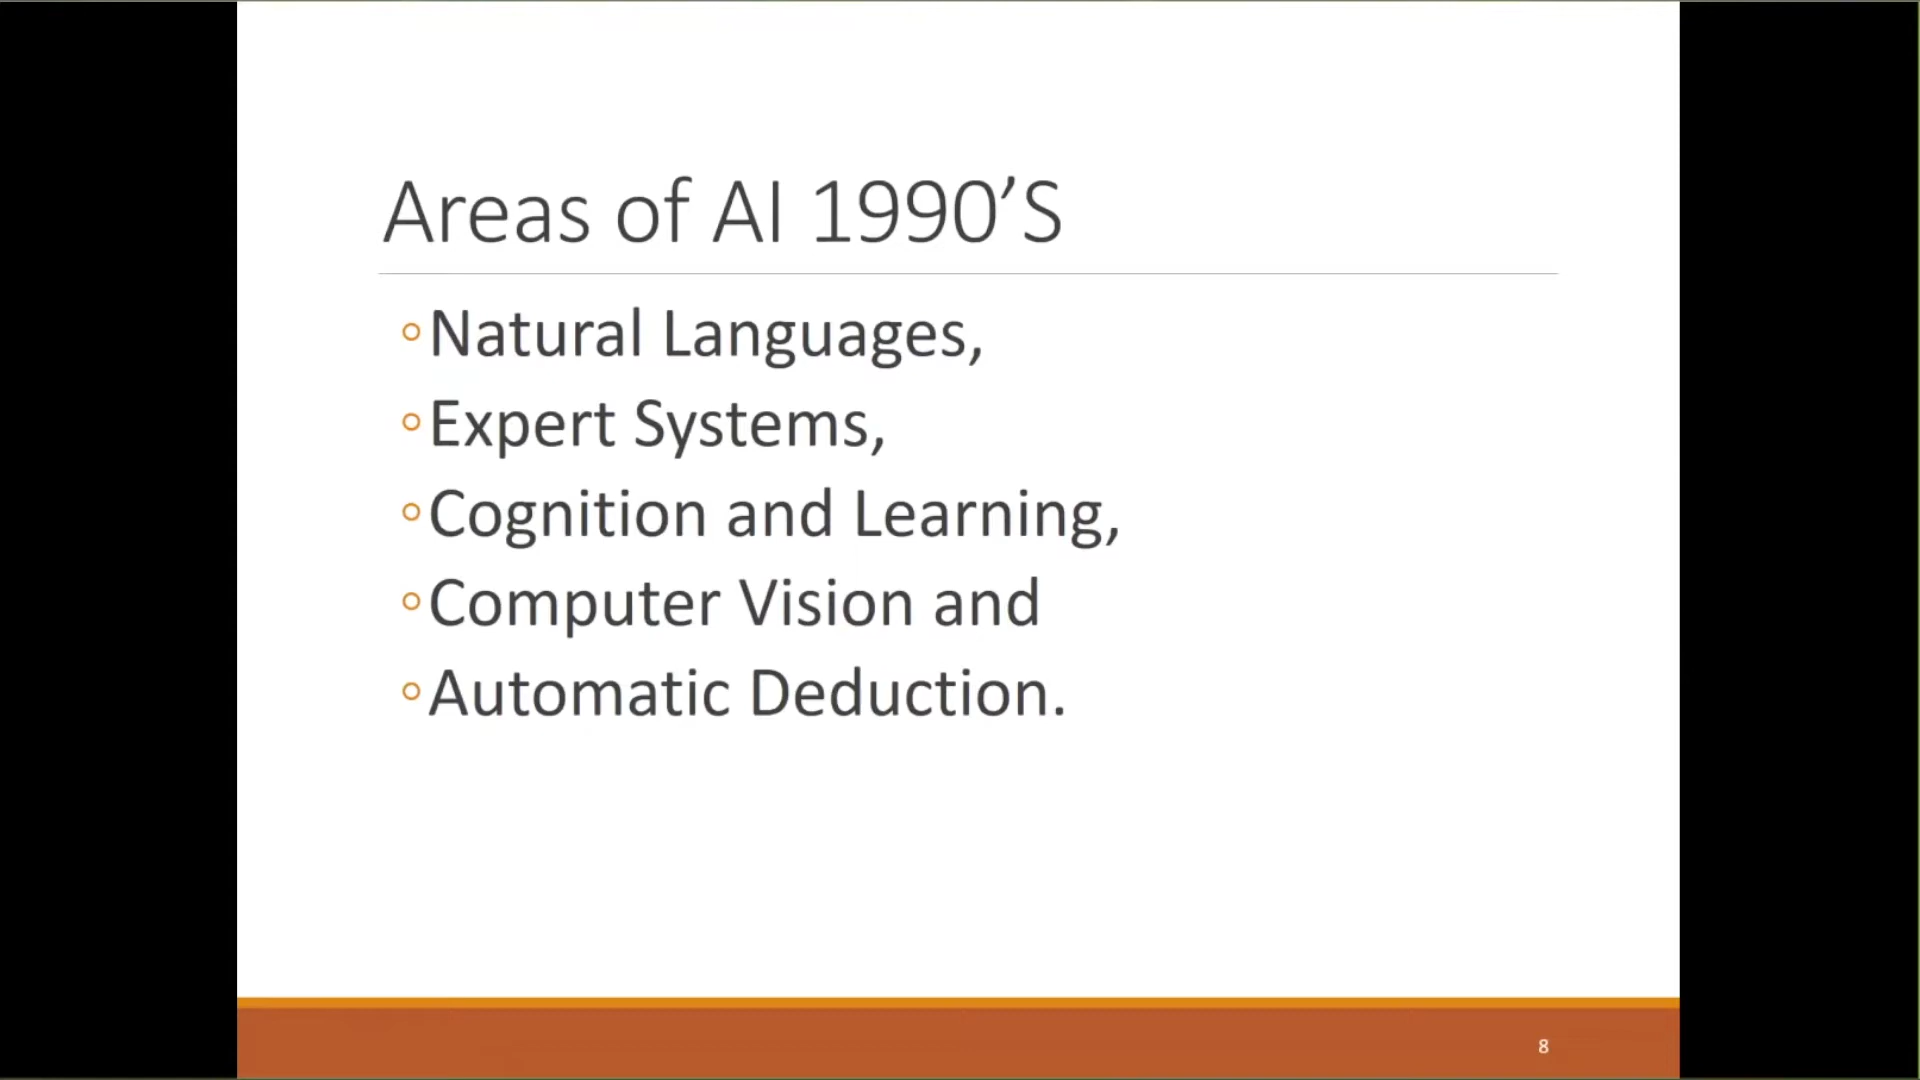 Areas of AI 1990’S
Natural Languages,
Expert Systems,
Cognition and Learning,
Computer Vision and
Automatic Deduction.
8